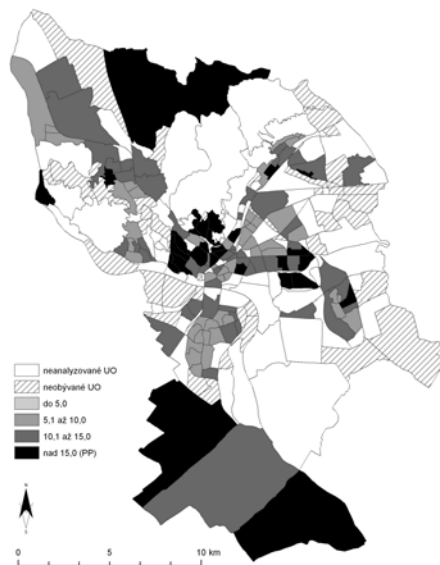 neanalyzované UO
neobývané UO
do 5,0
5,1 až 10,0
10,1 až 15,0
nad 15,0 (PP)
N
S
0 5 10 km